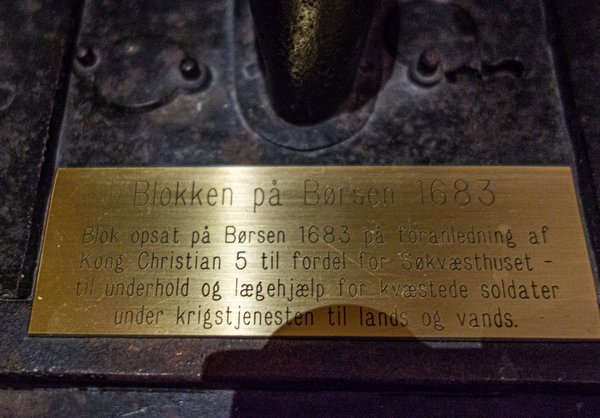 Blokken på Børsen 1683
Blok opsat på Børsen 1683 på foranledning af
Kong Christian 5 til fordel for Søkvæsthuset -
til underhold og lægehjælp for kvæstede soldater
under krigstjenesten til lands og vands.